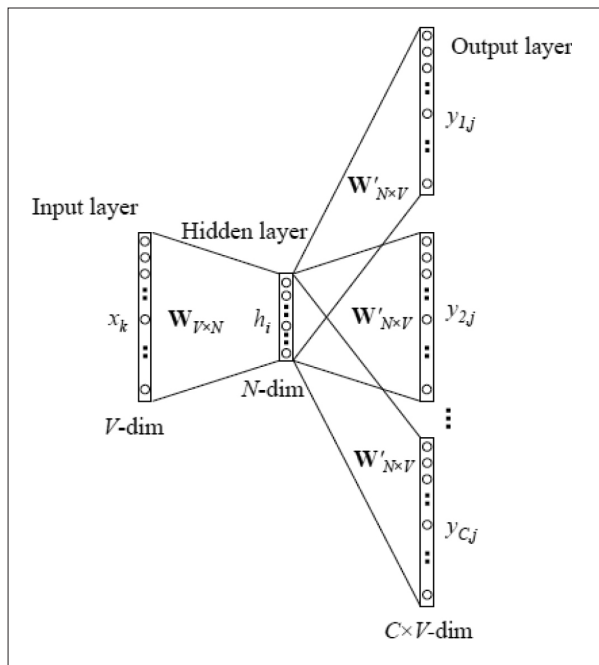 Output layer
y1,j
W'N×V
Input layer
Hidden layer
xk
WV×N
hi
W'N×V
y2,j
N-dim
V-dim
W'N×V
yC,j
C×V-dim